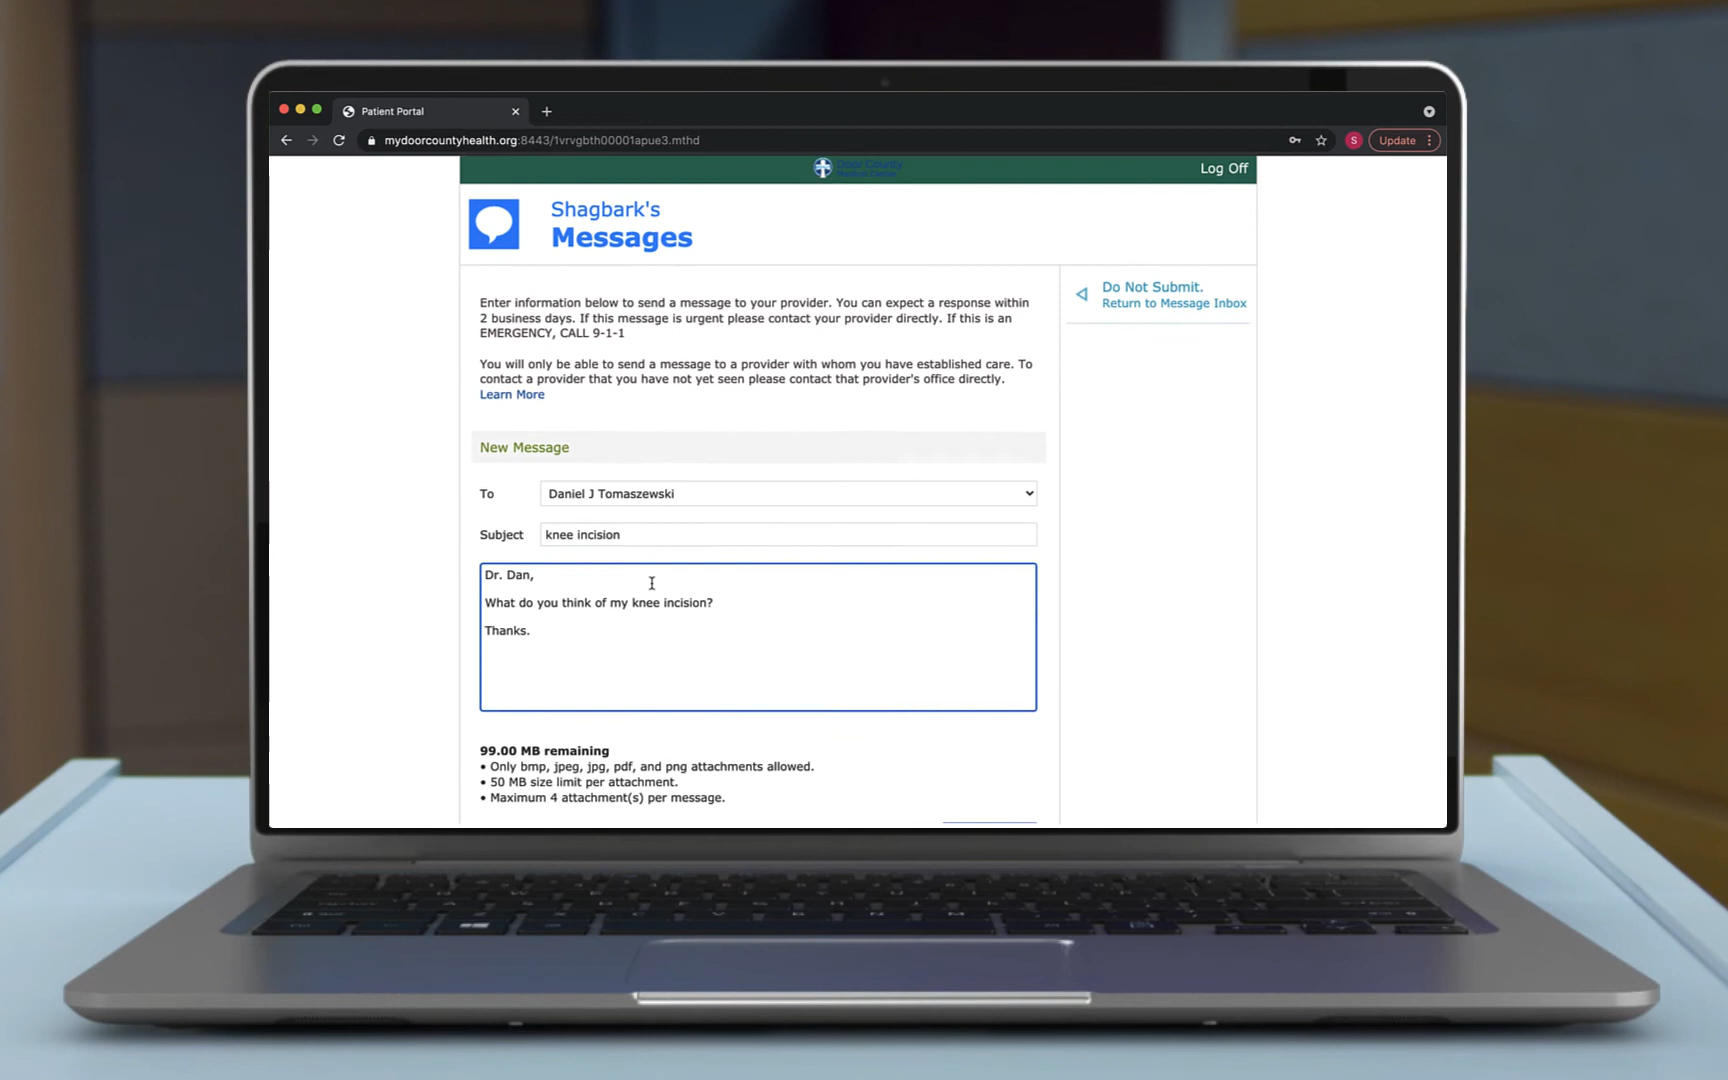 Patient Portal
mydoorcountyhealth.org:8443/1vrvgbth00001apue3.mthd
S
Update
Door County
Medical Center
Log Off
Shagbark's
Messages
Do Not Submit.
Return to Message Inbox
Enter information below to send a message to your provider. You can expect a response within
2 business days. If this message is urgent please contact your provider directly. If this is an
EMERGENCY, CALL 9-1-1
You will only be able to send a message to a provider with whom you have established care. To
contact a provider that you have not yet seen please contact that provider's office directly.
Learn More
New Message
To
Daniel J Tomaszewski
Subject
knee incision
Dr. Dan,
What do you think of my knee incision?
Thanks.
99.00 MB remaining
• Only bmp, jpeg, jpg, pdf, and png attachments allowed.
• 50 MB size limit per attachment.
• Maximum 4 attachment(s) per message.